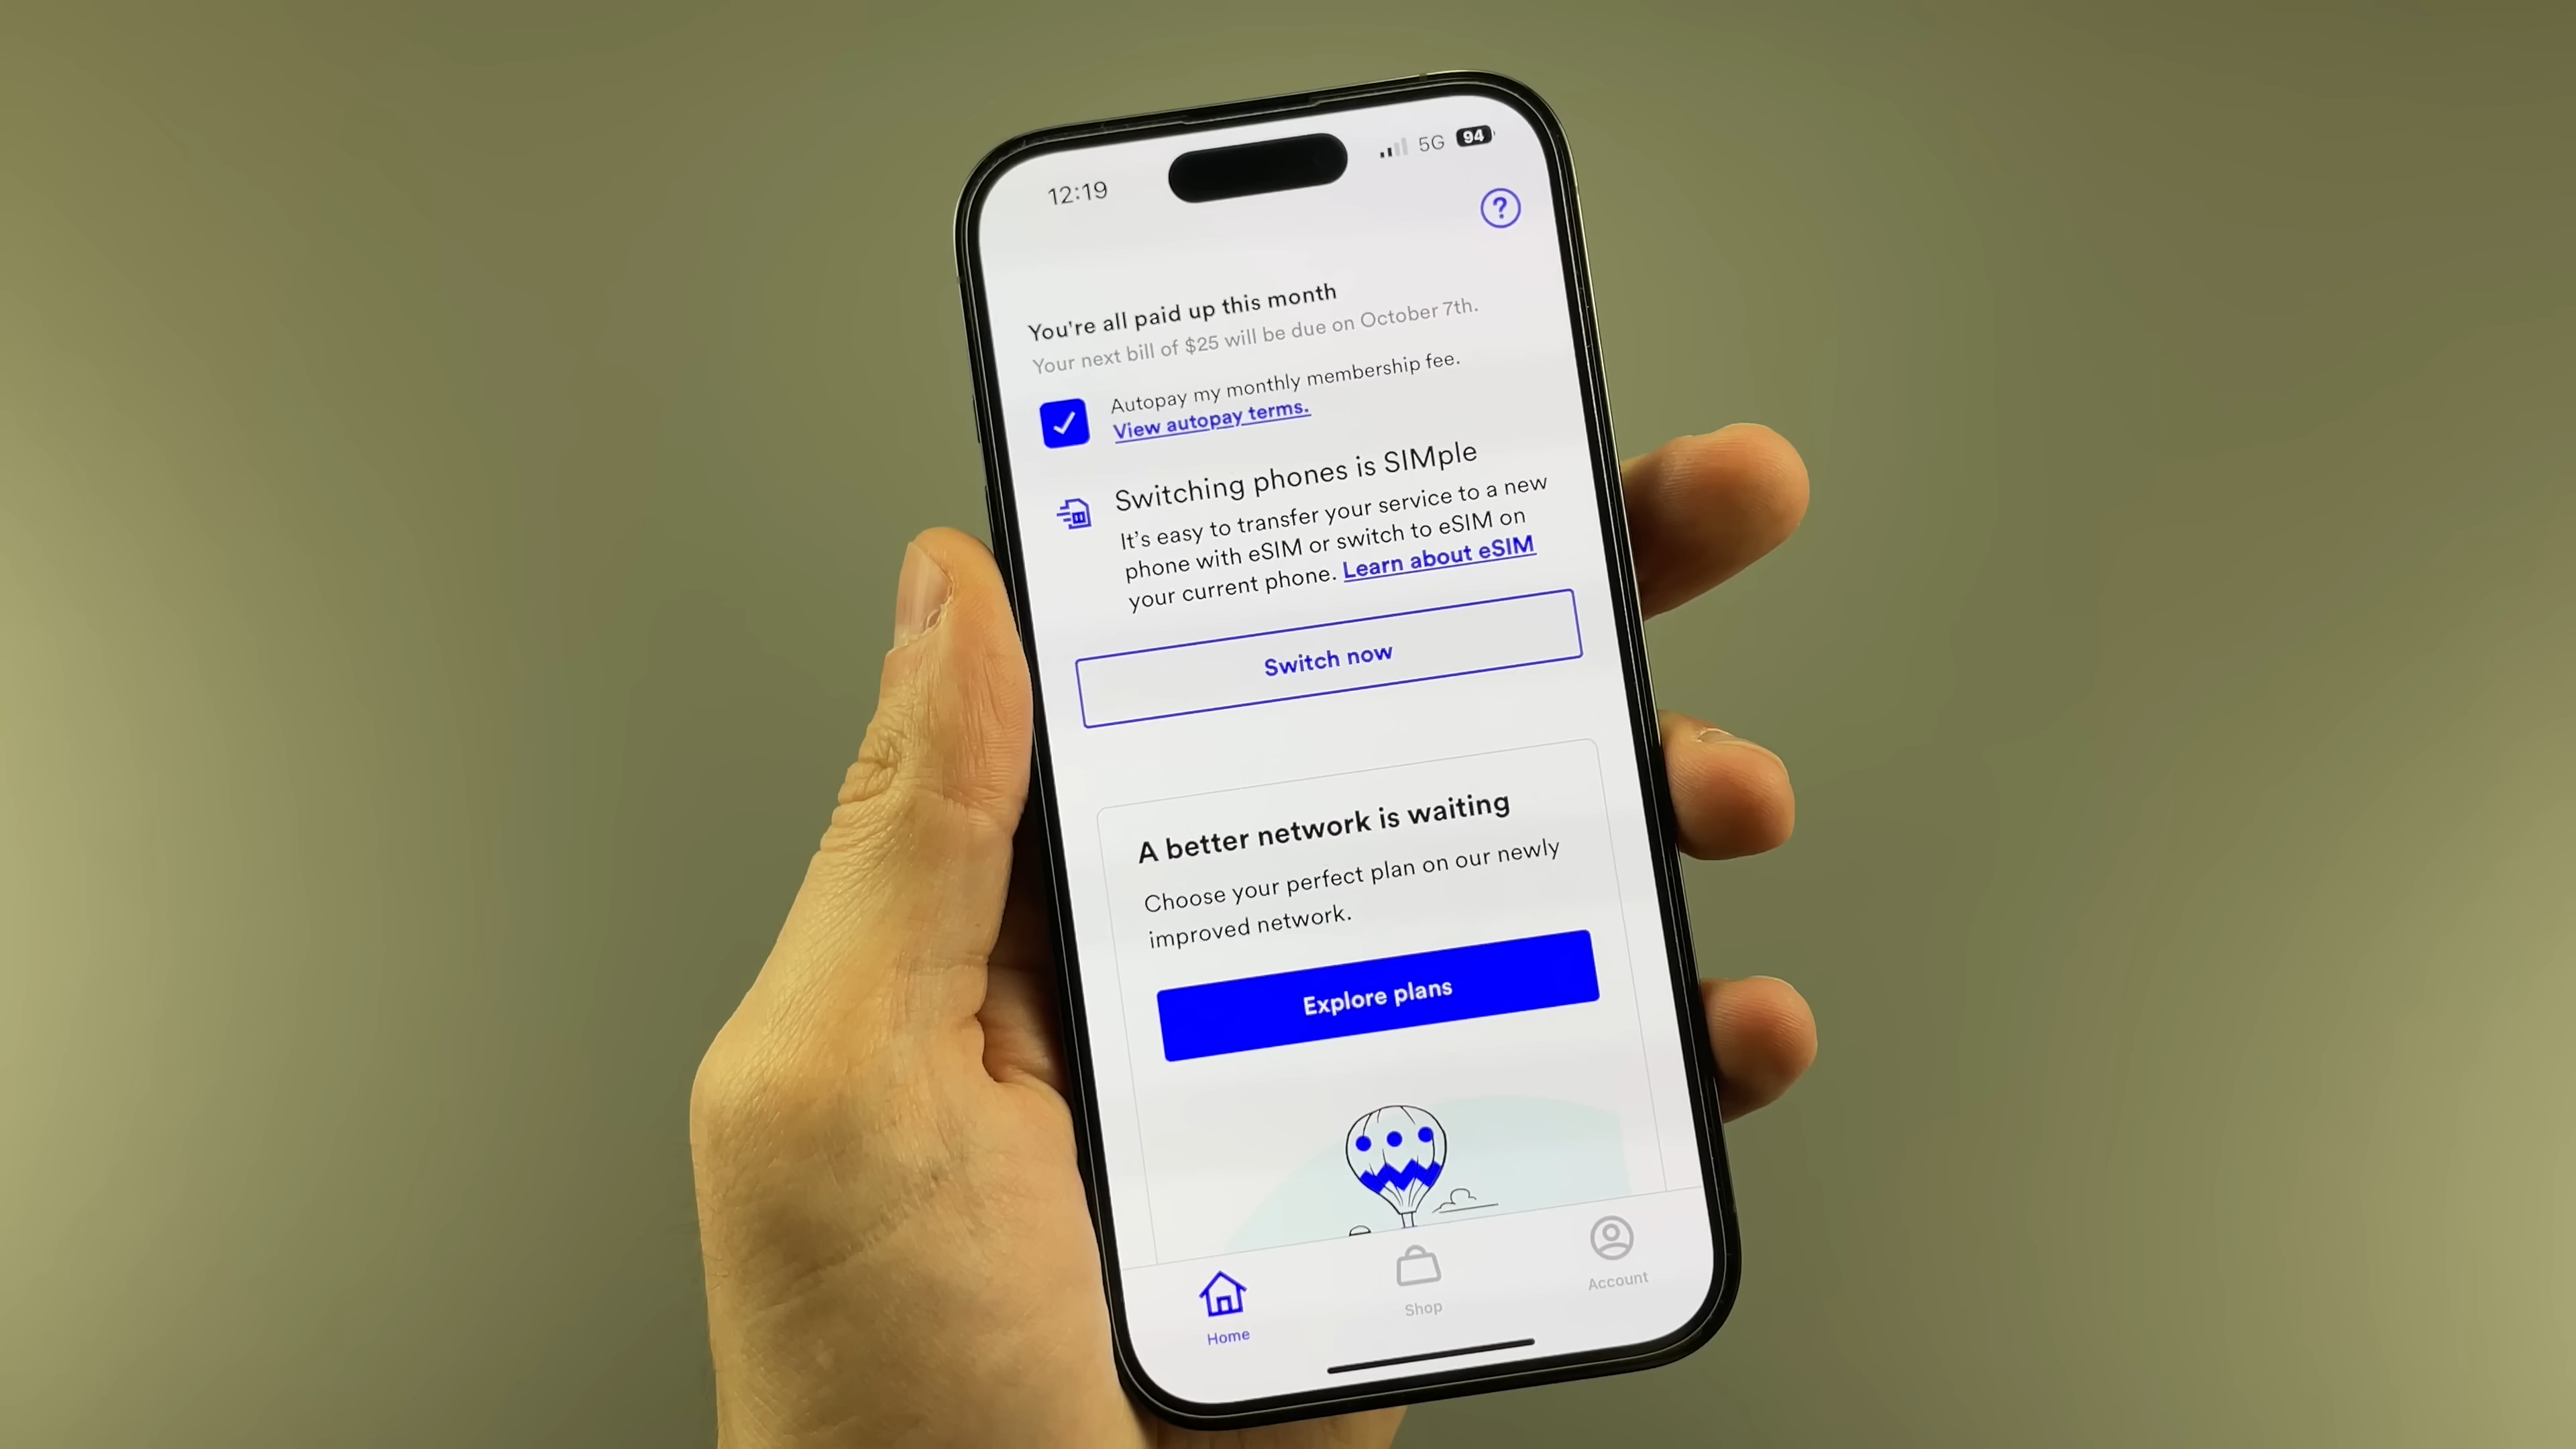 12:19
5G 94
?
You're all paid up this month
Your next bill of $25 will be due on October 7th.
Autopay my monthly membership fee.
View autopay terms.
Switching phones is SIMple
It's easy to transfer your service to a new
phone with eSIM or switch to eSIM on
your current phone. Learn about eSIM
Switch now
A better network is waiting
Choose your perfect plan on our newly
improved network.
Explore plans
Home
Shop
Account